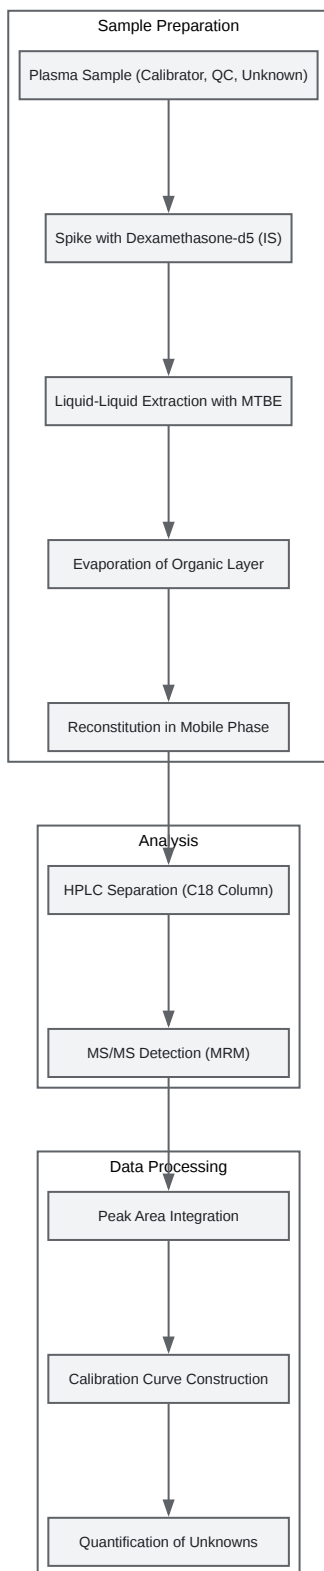 Sample Preparation
Plasma Sample (Calibrator, QC, Unknown)
Spike with Dexamethasone-d5 (IS)
Liquid-Liquid Extraction with MTBE
Evaporation of Organic Layer
Reconstitution in Mobile Phase
Analysis
HPLC Separation (C18 Column)
MS/MS Detection (MRM)
Data Processing
Peak Area Integration
Calibration Curve Construction
Quantification of Unknowns